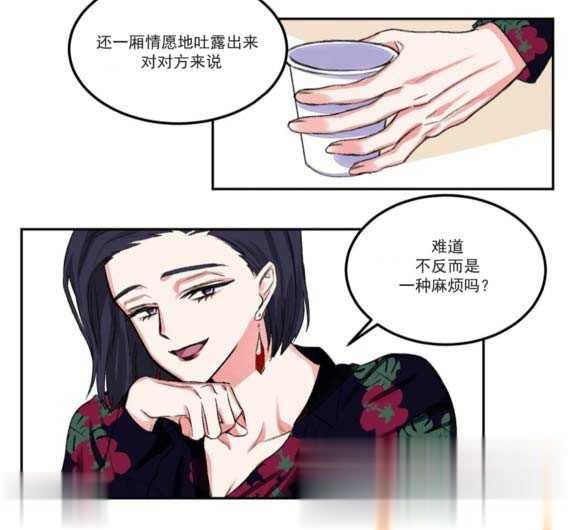 还一厢情愿地吐露出来
对对方来说
难道
不反而是
一种麻烦吗？